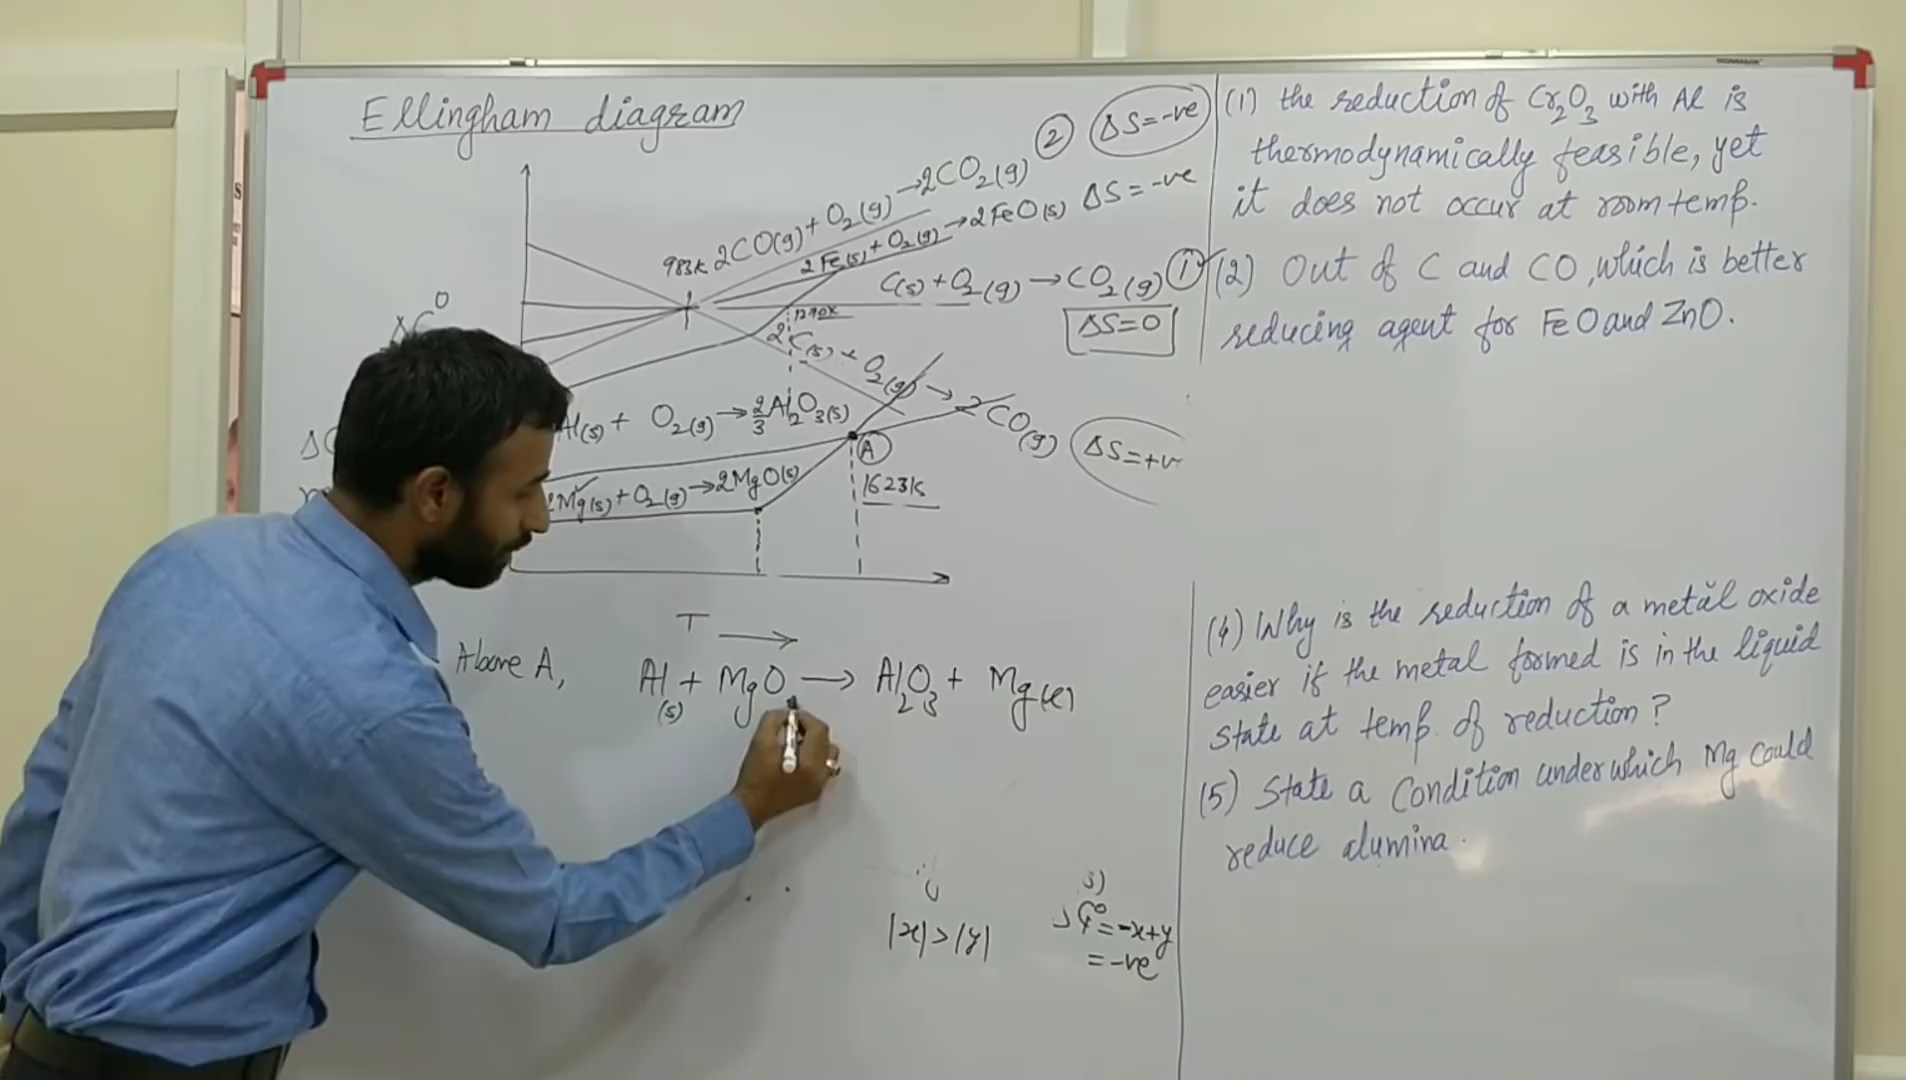 Ellingham diagram
② ΔS=-ve
2CO(g)+ O₂(g)→2CO₂(g)
983K
2Fe(s)+O₂(g)→2FeO(s) ΔS=-ve
C(s)+O₂(g)→CO₂(g) ①
ΔS=0
2C(s)+O₂(g)→2CO(g)
ΔS=+v
Al(s)+ O₂(g)→2/3Al₂O₃(s)
A
2Mg(s)+O₂(g)→2MgO(s)
1623K
T →
Above A, Al(s) + MgO → Al₂O₃ + Mg(l)
|x|>|y|
G°=-x+y
=-ve
(1) the reduction of Cr₂O₃ with Al is
thermodynamically feasible, yet
it does not occur at room temp.
(2) Out of C and CO, which is better
reducing agent for FeO and ZnO.
(4) Why is the reduction of a metal oxide
easier if the metal formed is in the liquid
state at temp. of reduction?
(5) State a condition under which Mg could
reduce alumina.